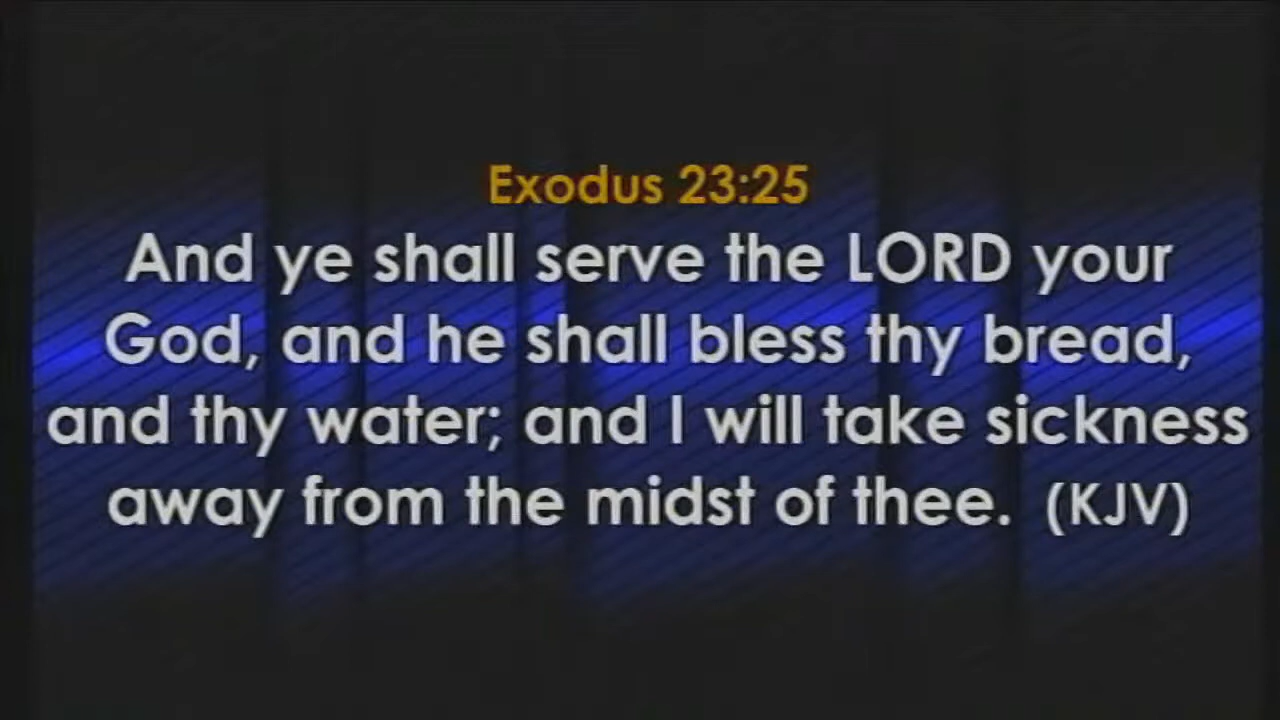 Exodus 23:25
And ye shall serve the LORD your
God, and he shall bless thy bread,
and thy water; and I will take sickness
away from the midst of thee. (KJV)